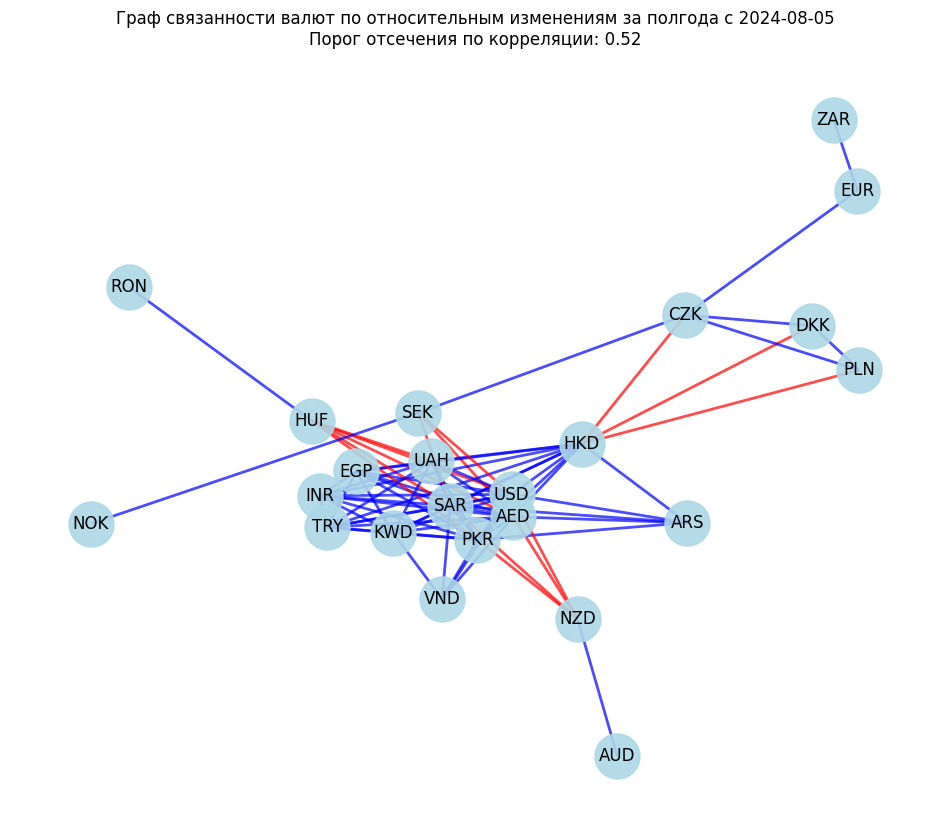 Граф связанности валют по относительным изменениям за полгода с 2024-08-05
Порог отсечения по корреляции: 0.52
ZAR
EUR
RON
CZK
DKK
PLN
SEK
HUF
HKD
UAH
EGP
INR
USD
SAR
AED
TRY
KWD
PKR
ARS
NOK
VND
NZD
AUD